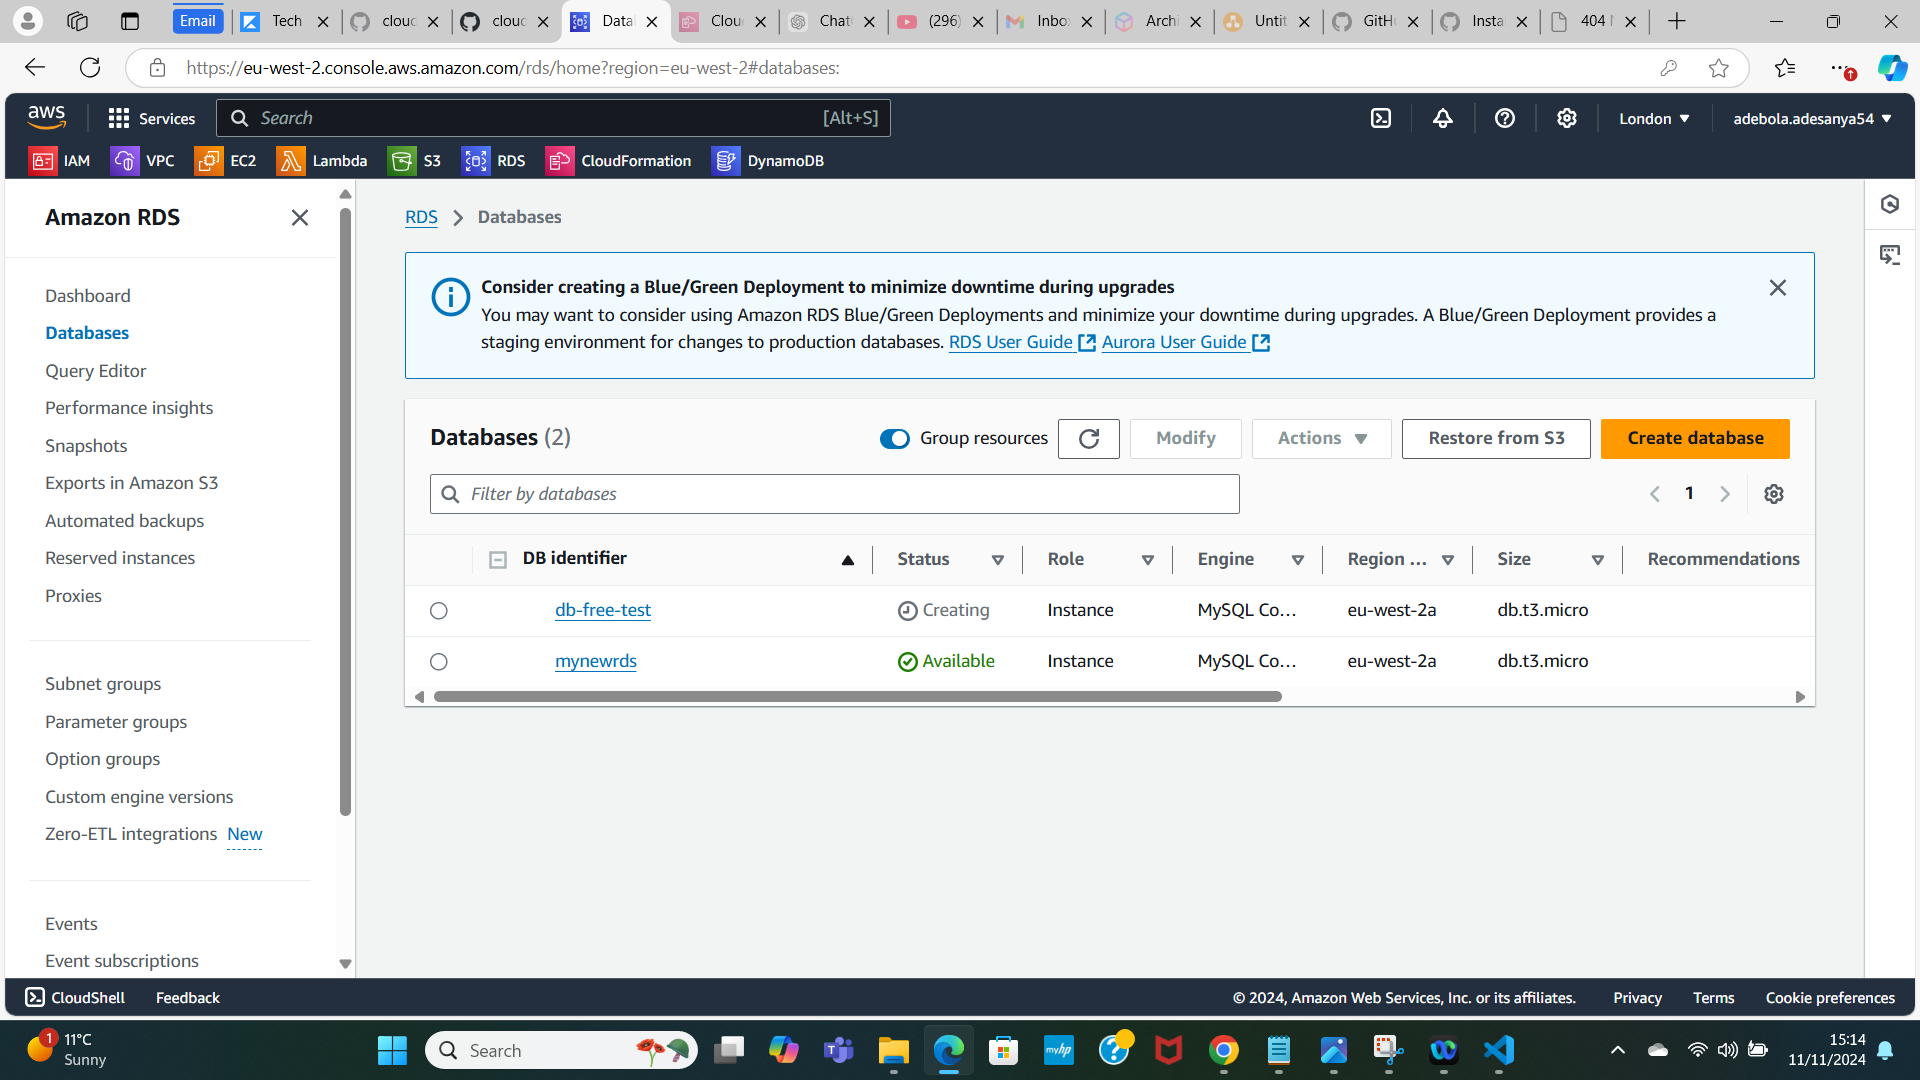 Email
Tech
clouc
clouc
Datal
Clou
Chat
(296)
Inbo
Archi
Untit
GitH
Insta
404 N
https://eu-west-2.console.aws.amazon.com/rds/home?region=eu-west-2#databases:
aws
Services
Search
[Alt+S]
London
adebola.adesanya54
IAM
VPC
EC2
Lambda
S3
RDS
CloudFormation
DynamoDB
Amazon RDS
Dashboard
Databases
Query Editor
Performance insights
Snapshots
Exports in Amazon S3
Automated backups
Reserved instances
Proxies
Subnet groups
Parameter groups
Option groups
Custom engine versions
Zero-ETL integrations New
Events
Event subscriptions
RDS > Databases
Consider creating a Blue/Green Deployment to minimize downtime during upgrades
You may want to consider using Amazon RDS Blue/Green Deployments and minimize your downtime during upgrades. A Blue/Green Deployment provides a
staging environment for changes to production databases. RDS User Guide Aurora User Guide
Databases (2)
Group resources
Modify
Actions
Restore from S3
Create database
Filter by databases
1
DB identifier Status Role Engine Region ... Size Recommendations
db-free-test Creating Instance MySQL Co... eu-west-2a db.t3.micro
mynewrds Available Instance MySQL Co... eu-west-2a db.t3.micro
CloudShell
Feedback
© 2024, Amazon Web Services, Inc. or its affiliates.
Privacy
Terms
Cookie preferences
1
11°C
Sunny
Search
myhp
15:14
11/11/2024